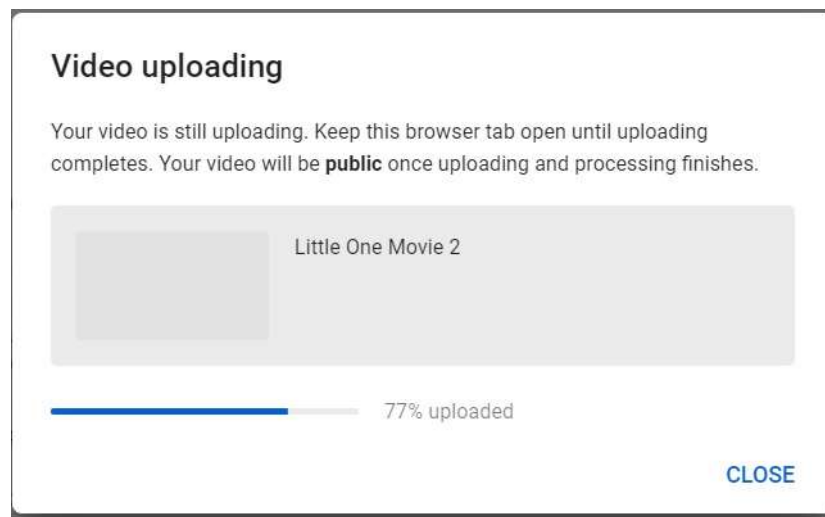 Video uploading
Your video is still uploading. Keep this browser tab open until uploading
completes. Your video will be public once uploading and processing finishes.
Little One Movie 2
77% uploaded
CLOSE